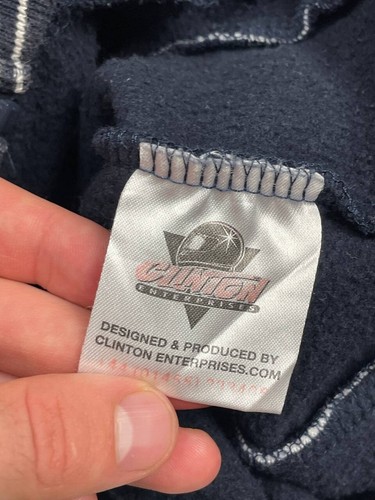 CLINTON
ENTERPRISES
DESIGNED & PRODUCED BY
CLINTON ENTERPRISES.COM